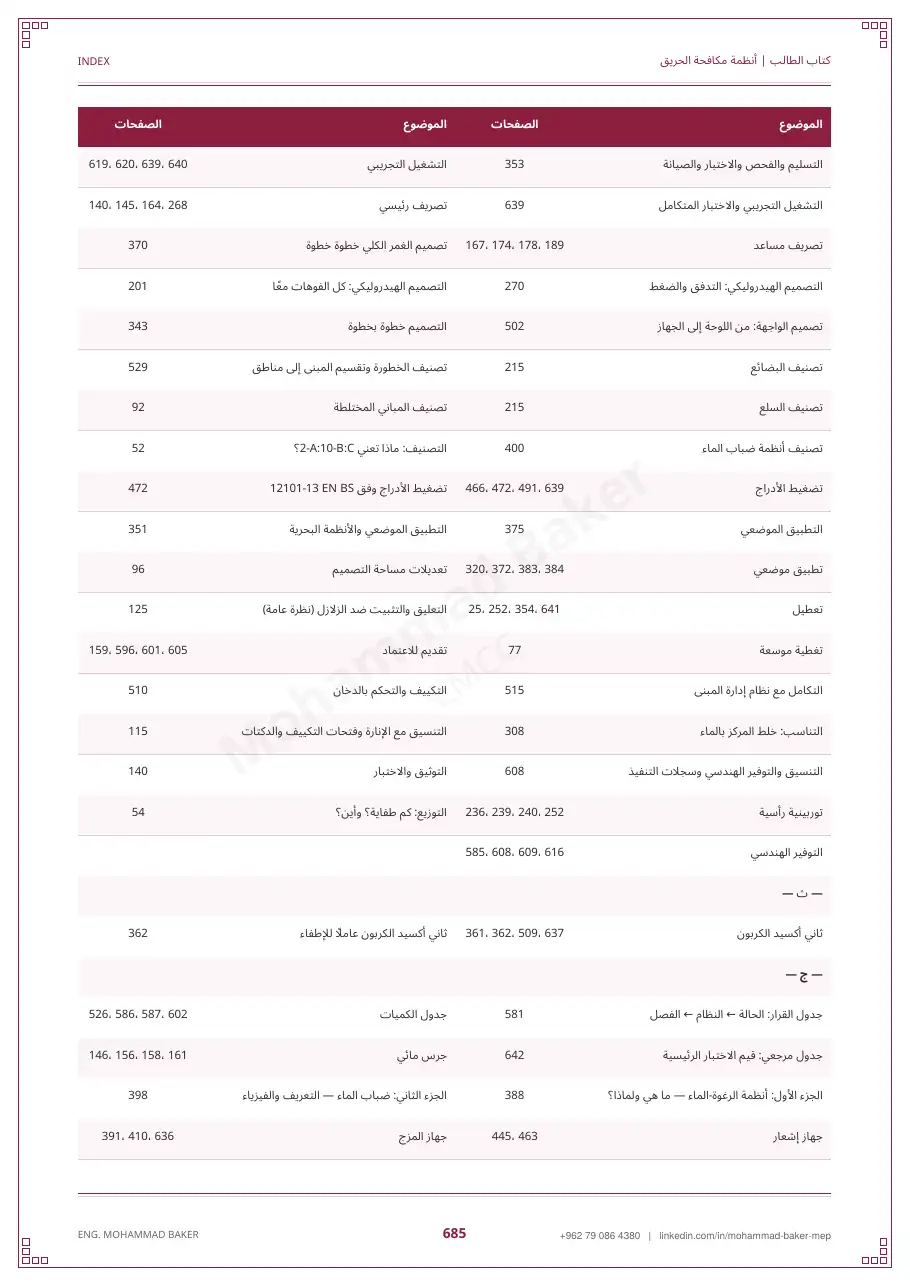 كتاب الطالب | أنظمة مكافحة الحريق INDEX
الموضوع الصفحات الموضوع الصفحات
التسليم والفحص والاختبار والصيانة 353 التشغيل التجريبي 619، 620، 639، 640
التشغيل التجريبي والاختبار المتكامل 639 تصريف رئيسي 140، 145، 164، 268
تصريف مساعد 167، 174، 178، 189 تصميم الغمر الكلي خطوة خطوة 370
التصميم الهيدروليكي: التدفق والضغط 270 التصميم الهيدروليكي: كل الفوهات معًا 201
تصميم الواجهة: من اللوحة إلى الجهاز 502 التصميم خطوة بخطوة 343
تصنيف البضائع 215 تصنيف الخطورة وتقسيم المبنى إلى مناطق 529
تصنيف السلع 215 تصنيف المباني المختلطة 92
تصنيف أنظمة ضباب الماء 400 التصنيف: ماذا تعني 2-A:10-B:C؟ 52
تضغيط الأدراج 466، 472، 491، 639 تضغيط الأدراج وفق BS EN 12101-13 472
التطبيق الموضعي 375 التطبيق الموضعي والأنظمة البحرية 351
تطبيق موضعي 320، 372، 383، 384 تعديلات مساحة التصميم 96
تعطيل 25، 252، 354، 641 التعليق والتثبيت ضد الزلازل (نظرة عامة) 125
تغطية موسعة 77 تقديم للاعتماد 159، 596، 601، 605
التكامل مع نظام إدارة المبنى 515 التكييف والتحكم بالدخان 510
التناسب: خلط المركز بالماء 308 التنسيق مع الإنارة وفتحات التكييف والدكتات 115
التنسيق والتوفير الهندسي وسجلات التنفيذ 608 التوثيق والاختبار 140
توربينية رأسية 236، 239، 240، 252 التوزيع: كم طفاية؟ وأين؟ 54
التوفير الهندسي 585، 608، 609، 616
— ث —
ثاني أكسيد الكربون 361، 362، 509، 637 ثاني أكسيد الكربون عاملًا للإطفاء 362
— ج —
جدول القرار: الحالة ← النظام ← الفصل 581 جدول الكميات 526، 586، 587، 602
جدول مرجعي: قيم الاختبار الرئيسية 642 جرس مائي 146، 156، 158، 161
الجزء الأول: أنظمة الرغوة-الماء — ما هي ولماذا؟ 388 الجزء الثاني: ضباب الماء — التعريف والفيزياء 398
جهاز إشعار 445، 463 جهاز المزج 391، 410، 636
Mohammad Baker
MCC
ENG. MOHAMMAD BAKER 685 +962 79 086 4380 | linkedin.com/in/mohammad-baker-mep